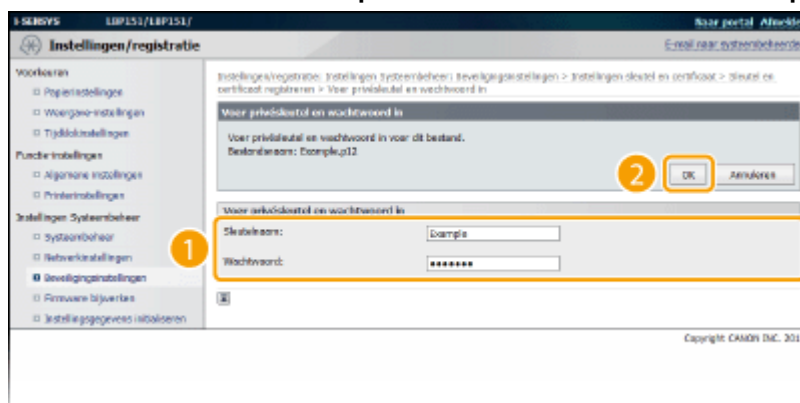 i-SENSYS LBP151/LBP151/
Naar portal Afmelde
Instellingen/registratie
E-mail naar systeembeheerde
Voorkeuren
Papierinstellingen
Weergave-instellingen
Tijdklokinstellingen
Functie-instellingen
Algemene instellingen
Printerinstellingen
Instellingen Systeembeheer
Systeembeheer
Netwerkinstellingen
Beveiligingsinstellingen
Firmware bijwerken
Instellingsgegevens initialiseren
Instellingen/registratie: Instellingen Systeembeheer: Beveiligingsinstellingen > Instellingen sleutel en certificaat > Sleutel en
certificaat registreren > Voer privésleutel en wachtwoord in
Voer privésleutel en wachtwoord in
Voer privésleutel en wachtwoord in voor dit bestand.
Bestandsnaam: Example.p12
2
OK
Annuleren
Voer privésleutel en wachtwoord in
1
Sleutelnaam:
Example
Wachtwoord:
•••••••
Copyright CANON INC. 201